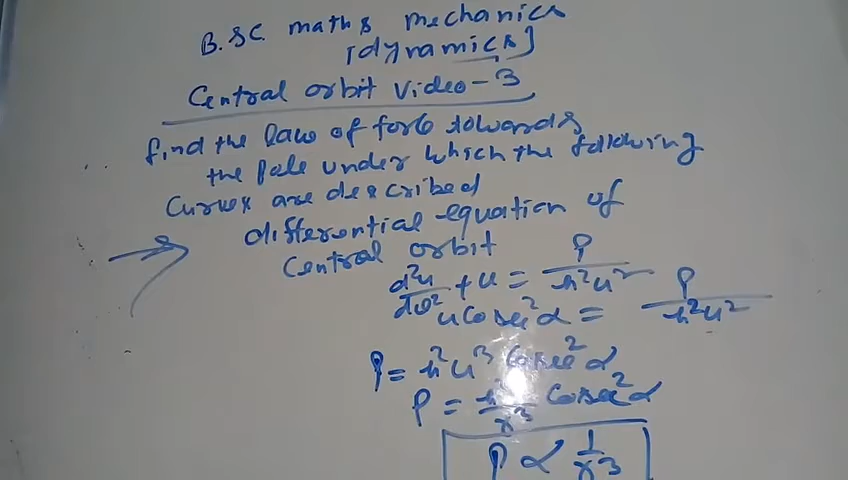 B.SC. maths mechanics
[dynamics]
Central orbit Video-3
find the law of force towards
the pole under which the following
Curves are described
differential equation of
Central orbit
d²u/dθ² + u = P/h²u²
u cosec²α = P/h²u²
P = h²u³ cosec²α
P = h²/r³ cosec²α
P ∝ 1/r³